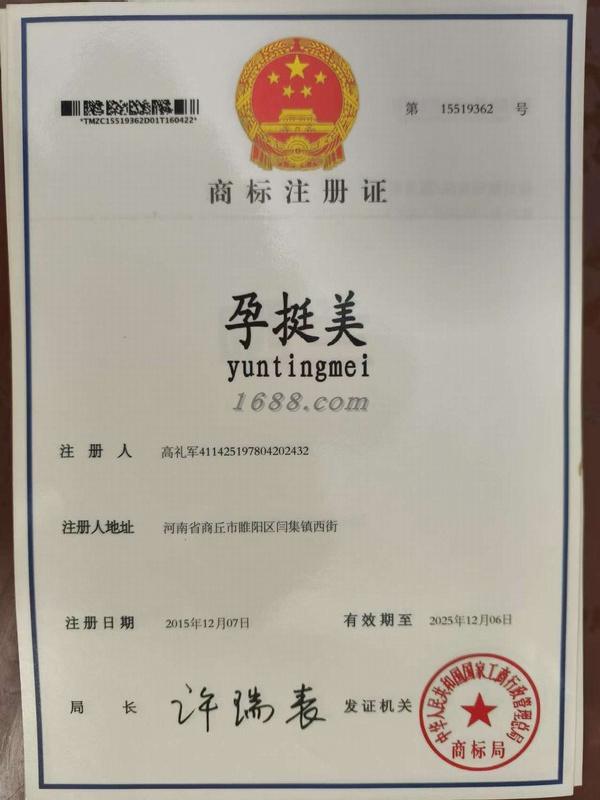 *TMZC15519362D01T160422*
第 15519362 号
商标注册证
孕挺美
yuntingmei
1688.com
注册人 高礼军411425197804202432
注册人地址 河南省商丘市睢阳区闫集镇西街
注册日期 2015年12月07日 有效期至 2025年12月06日
局长 许瑞表 发证机关
中华人民共和国国家工商行政管理总局
商标局